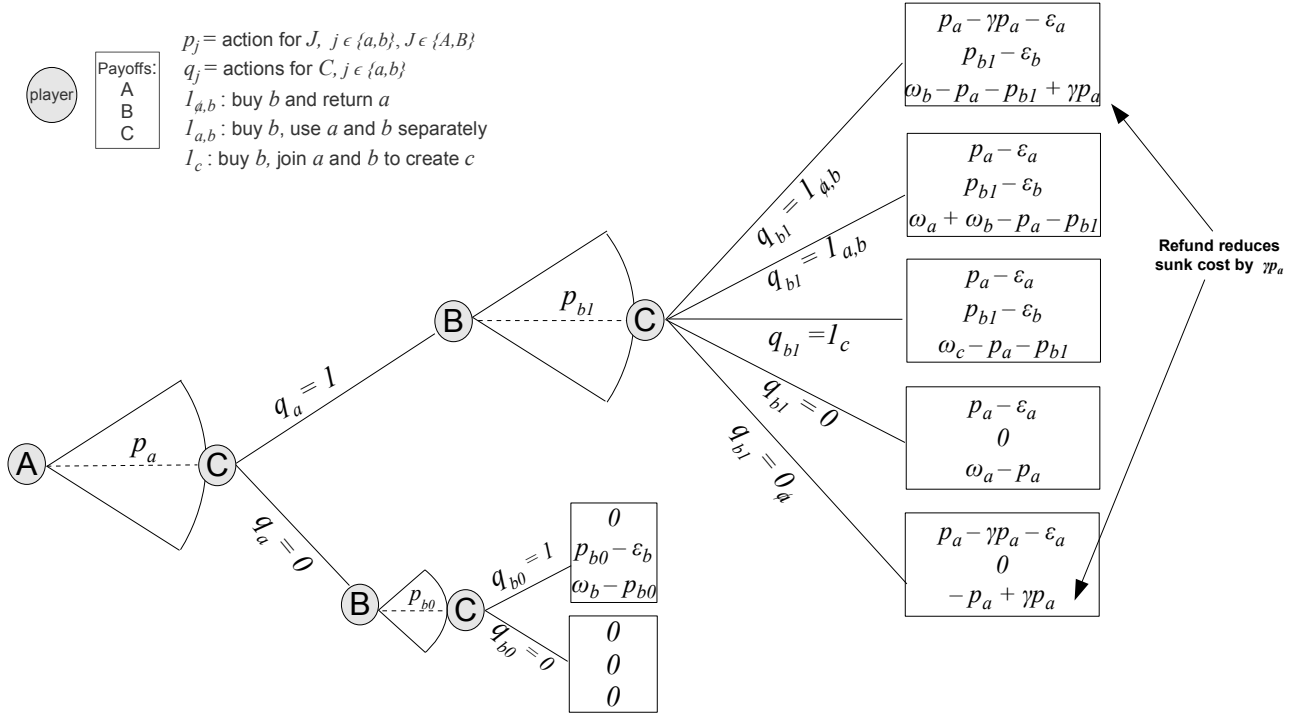 player
Payoffs:
A
B
C
p_j = action for J, j ϵ {a,b}, J ϵ {A,B}
q_j = actions for C, j ϵ {a,b}
1_{a̸,b} : buy b and return a
1_{a,b} : buy b, use a and b separately
1_c : buy b, join a and b to create c
A
p_a
C
q_a = 1
q_a = 0
B
p_{b1}
C
q_{b1} = 1_{a̸,b}
q_{b1} = 1_{a,b}
q_{b1} = 1_c
q_{b1} = 0
q_{b1} = 0_{a̸}
p_a – γp_a – ε_a
p_{b1} – ε_b
ω_b – p_a – p_{b1} + γp_a
p_a – ε_a
p_{b1} – ε_b
ω_a + ω_b – p_a – p_{b1}
p_a – ε_a
p_{b1} – ε_b
ω_c – p_a – p_{b1}
p_a – ε_a
0
ω_a – p_a
p_a – γp_a – ε_a
0
– p_a + γp_a
Refund reduces
sunk cost by γp_a
B
p_{b0}
C
q_{b0} = 1
q_{b0} = 0
0
p_{b0} – ε_b
ω_b – p_{b0}
0
0
0